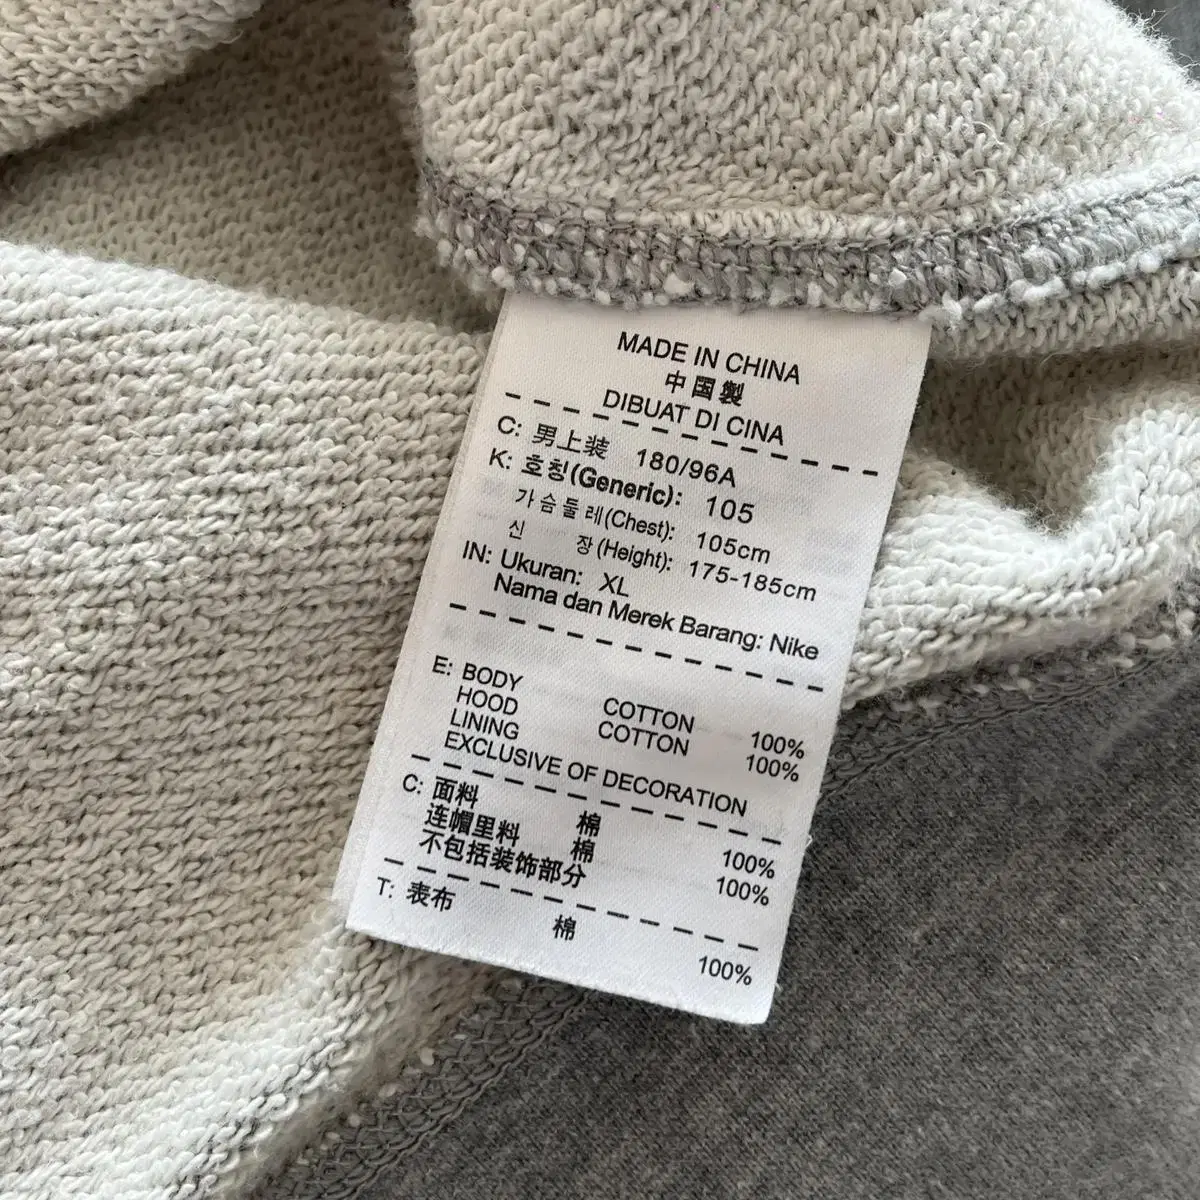 MADE IN CHINA
中国製
DIBUAT DI CINA
C: 男上装 180/96A
K: 호칭(Generic): 105
가슴둘레(Chest): 105cm
신 장(Height): 175-185cm
IN: Ukuran: XL
Nama dan Merek Barang: Nike
E: BODY COTTON 100%
HOOD COTTON 100%
LINING
EXCLUSIVE OF DECORATION
C: 面料 棉 100%
连帽里料 棉 100%
不包括装饰部分
T: 表布 棉 100%